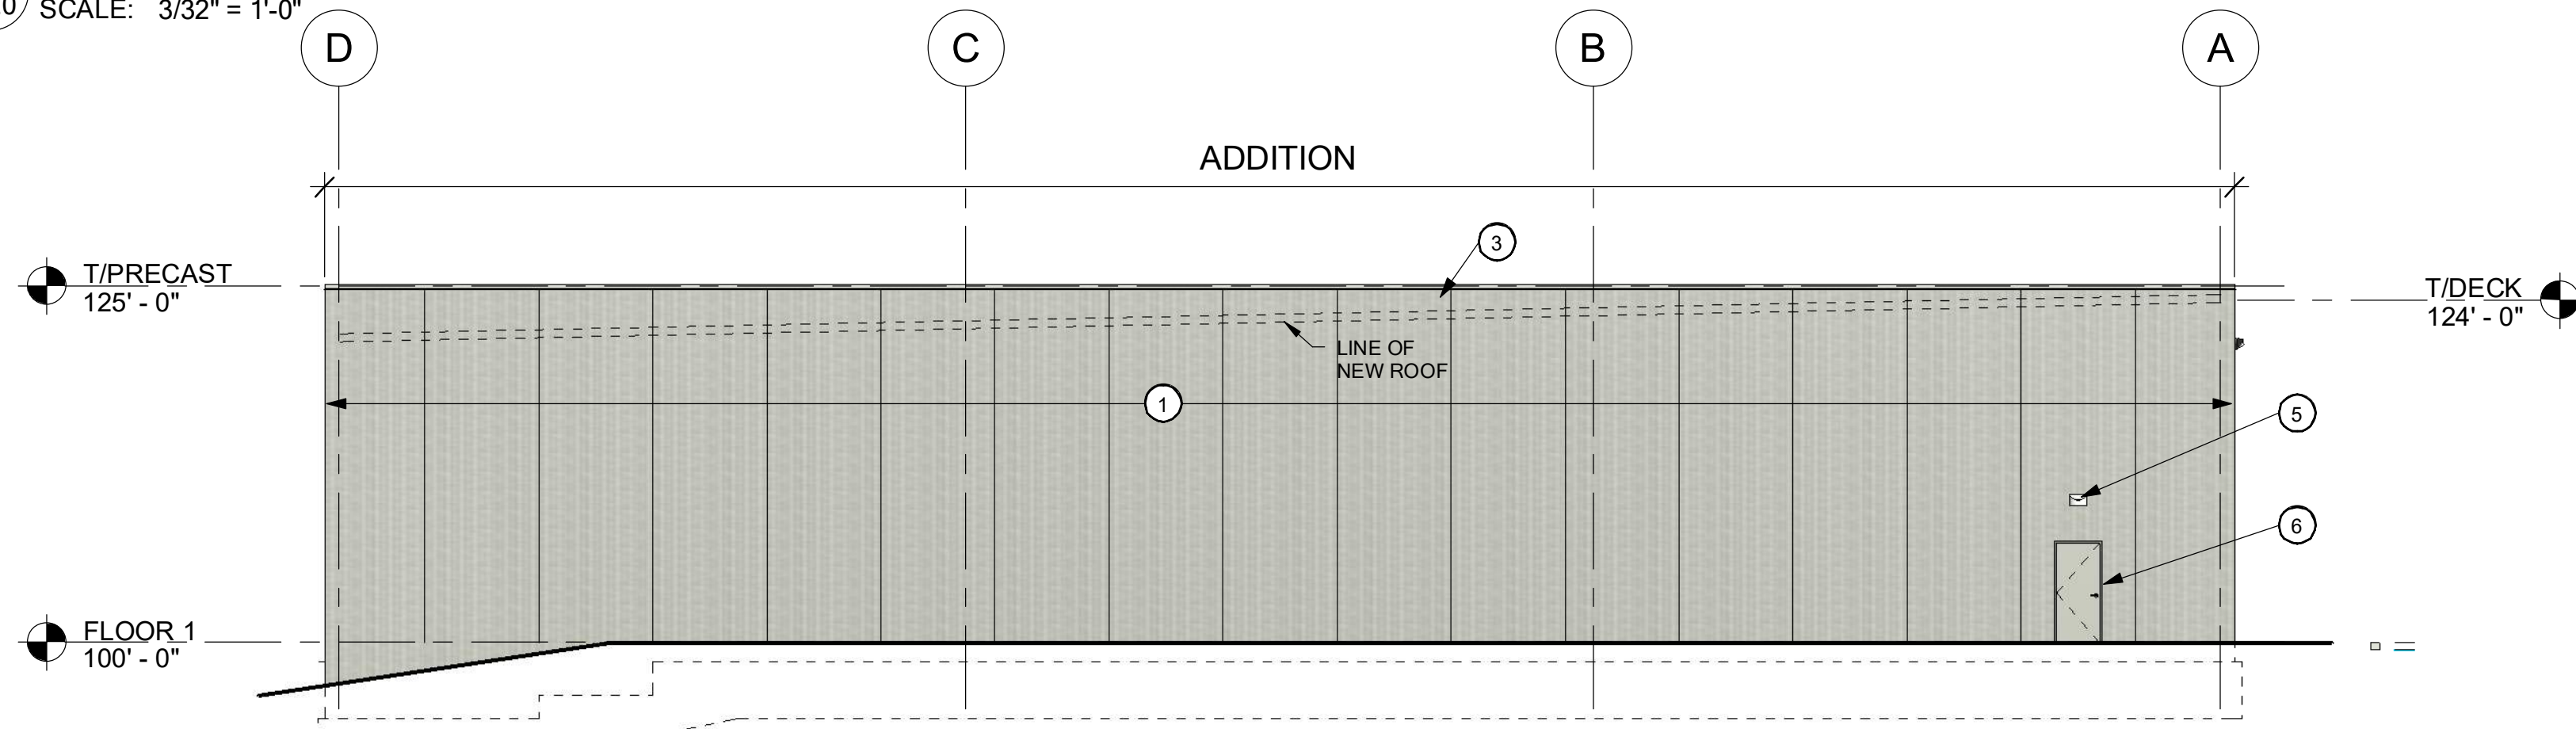 0 SCALE: 3/32" = 1'-0"
D C B A
ADDITION
3
T/PRECAST
125' - 0"
T/DECK
124' - 0"
LINE OF
NEW ROOF
1
5
6
FLOOR 1
100' - 0"